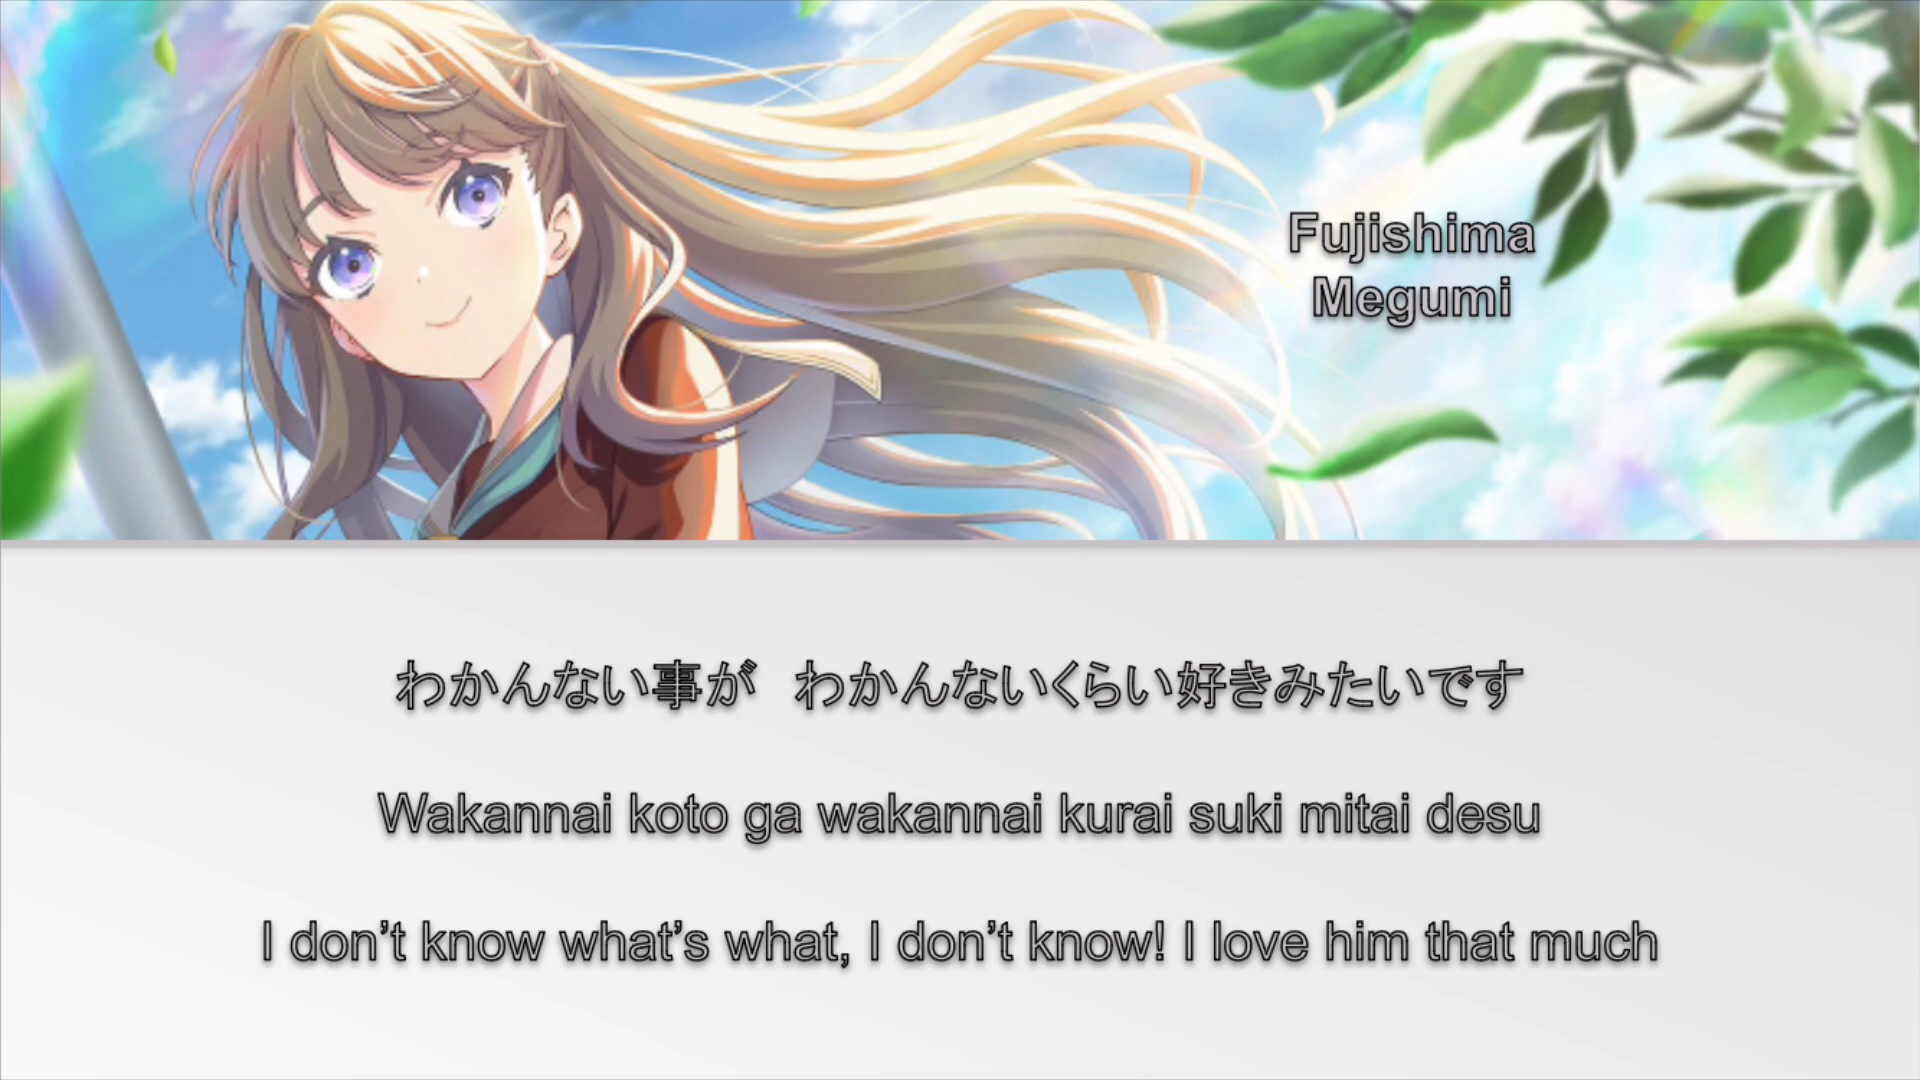 Fujishima
Megumi
わかんない事が　わかんないくらい好きみたいです
Wakannai koto ga wakannai kurai suki mitai desu
I don’t know what’s what, I don’t know! I love him that much